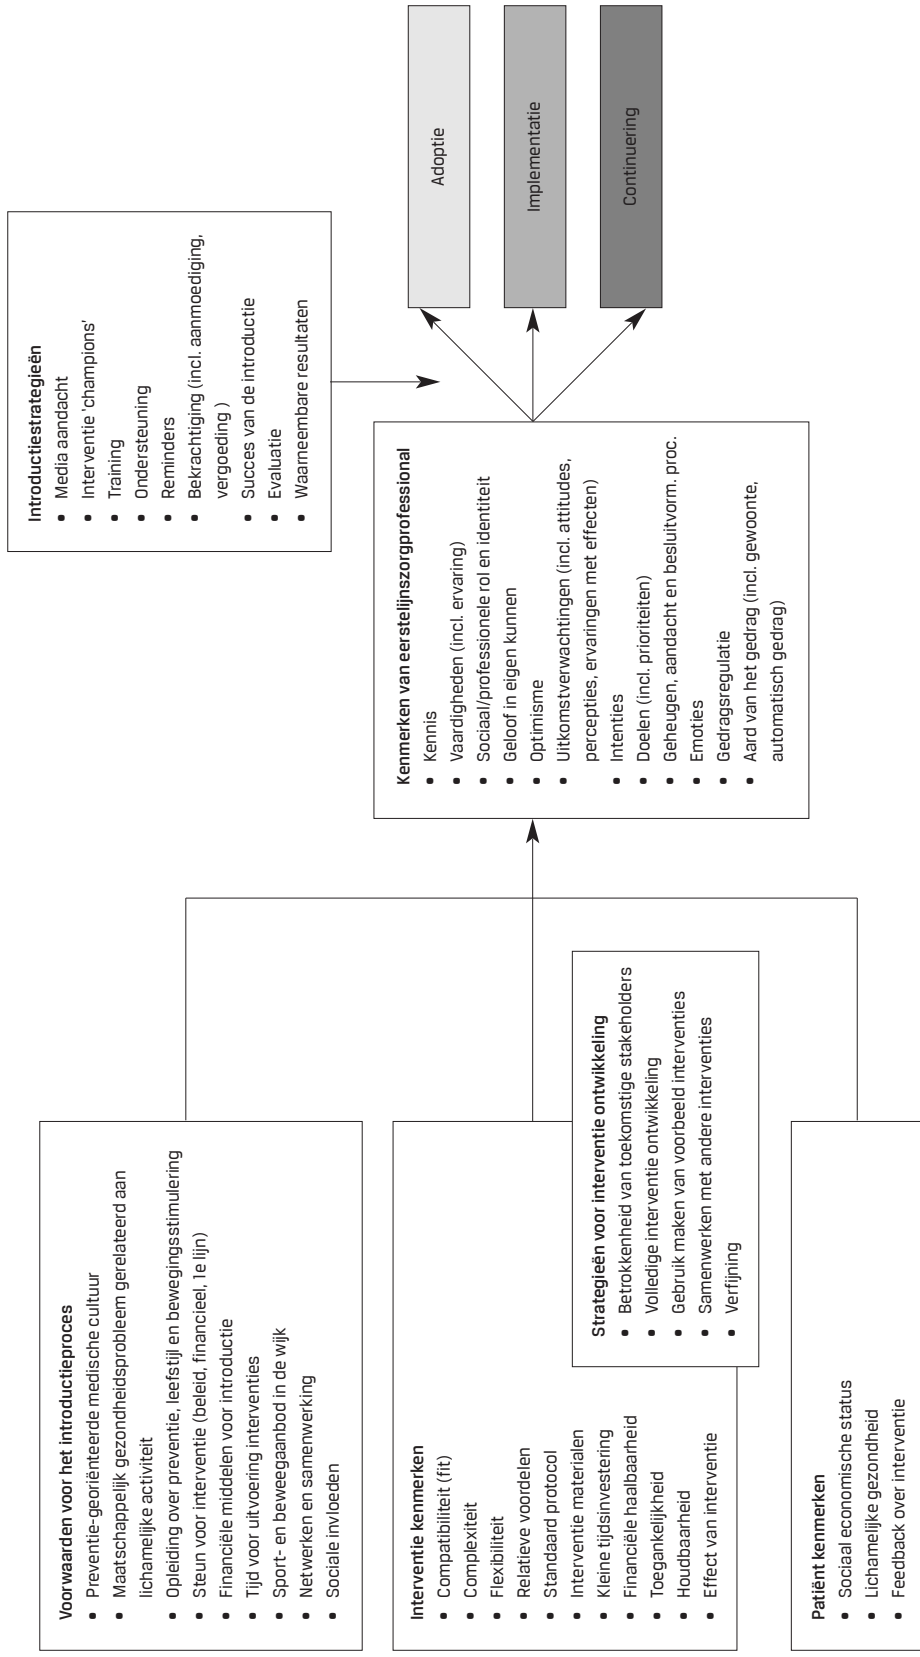 Voorwaarden voor het introductieproces
• Preventie-georiënteerde medische cultuur
• Maatschappelijk gezondheidsprobleem gerelateerd aan
lichamelijke activiteit
• Opleiding over preventie, leefstijl en bewegingsstimulering
• Steun voor interventie (beleid, financieel, 1e lijn)
• Financiële middelen voor introductie
• Tijd voor uitvoering interventies
• Sport- en beweegaanbod in de wijk
• Netwerken en samenwerking
• Sociale invloeden
Interventie kenmerken
• Compatibiliteit (fit)
• Complexiteit
• Flexibiliteit
• Relatieve voordelen
• Standaard protocol
• Interventie materialen
• Kleine tijdsinvestering
• Financiële haalbaarheid
• Toegankelijkheid
• Houdbaarheid
• Effect van interventie
Strategieën voor interventie ontwikkeling
• Betrokkenheid van toekomstige stakeholders
• Volledige interventie ontwikkeling
• Gebruik maken van voorbeeld interventies
• Samenwerken met andere interventies
• Verfijning
Patiënt kenmerken
• Sociaal economische status
• Lichamelijke gezondheid
• Feedback over interventie
Kenmerken van eerstelijnszorgprofessional
• Kennis
• Vaardigheden (incl. ervaring)
• Sociaal/professionele rol en identiteit
• Geloof in eigen kunnen
• Optimisme
• Uitkomstverwachtingen (incl. attitudes,
percepties, ervaringen met effecten)
• Intenties
• Doelen (incl. prioriteiten)
• Geheugen, aandacht en besluitvorm. proc.
• Emoties
• Gedragsregulatie
• Aard van het gedrag (incl. gewoonte,
automatisch gedrag)
Introductiestrategieën
• Media aandacht
• Interventie 'champions'
• Training
• Ondersteuning
• Reminders
• Bekrachtiging (incl. aanmoediging,
vergoeding )
• Succes van de introductie
• Evaluatie
• Waarneembare resultaten
Adoptie
Implementatie
Continuering